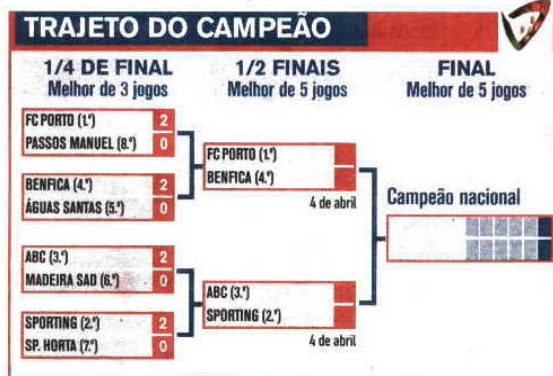 TRAJETO DO CAMPEÃO
1/4 DE FINAL
Melhor de 3 jogos
1/2 FINAIS
Melhor de 5 jogos
FINAL
Melhor de 5 jogos
FC PORTO (1.º) 2
PASSOS MANUEL (8.º) 0
BENFICA (4.º) 2
ÁGUAS SANTAS (5.º) 0
ABC (3.º) 2
MADEIRA SAD (6.º) 0
SPORTING (2.º) 2
SP. HORTA (7.º) 0
FC PORTO (1.º)
BENFICA (4.º)
4 de abril
ABC (3.º)
SPORTING (2.º)
4 de abril
Campeão nacional